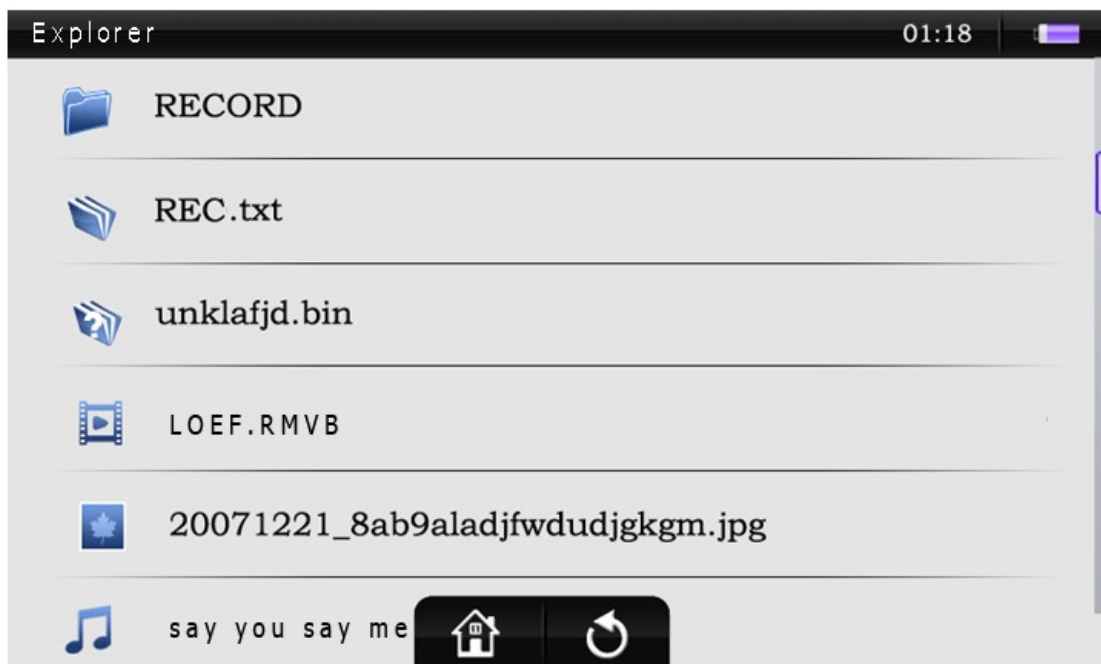 Explorer 01:18
RECORD
REC.txt
unklafjd.bin
LOEF.RMVB
20071221_8ab9aladjfwdudjgkgm.jpg
say you say me